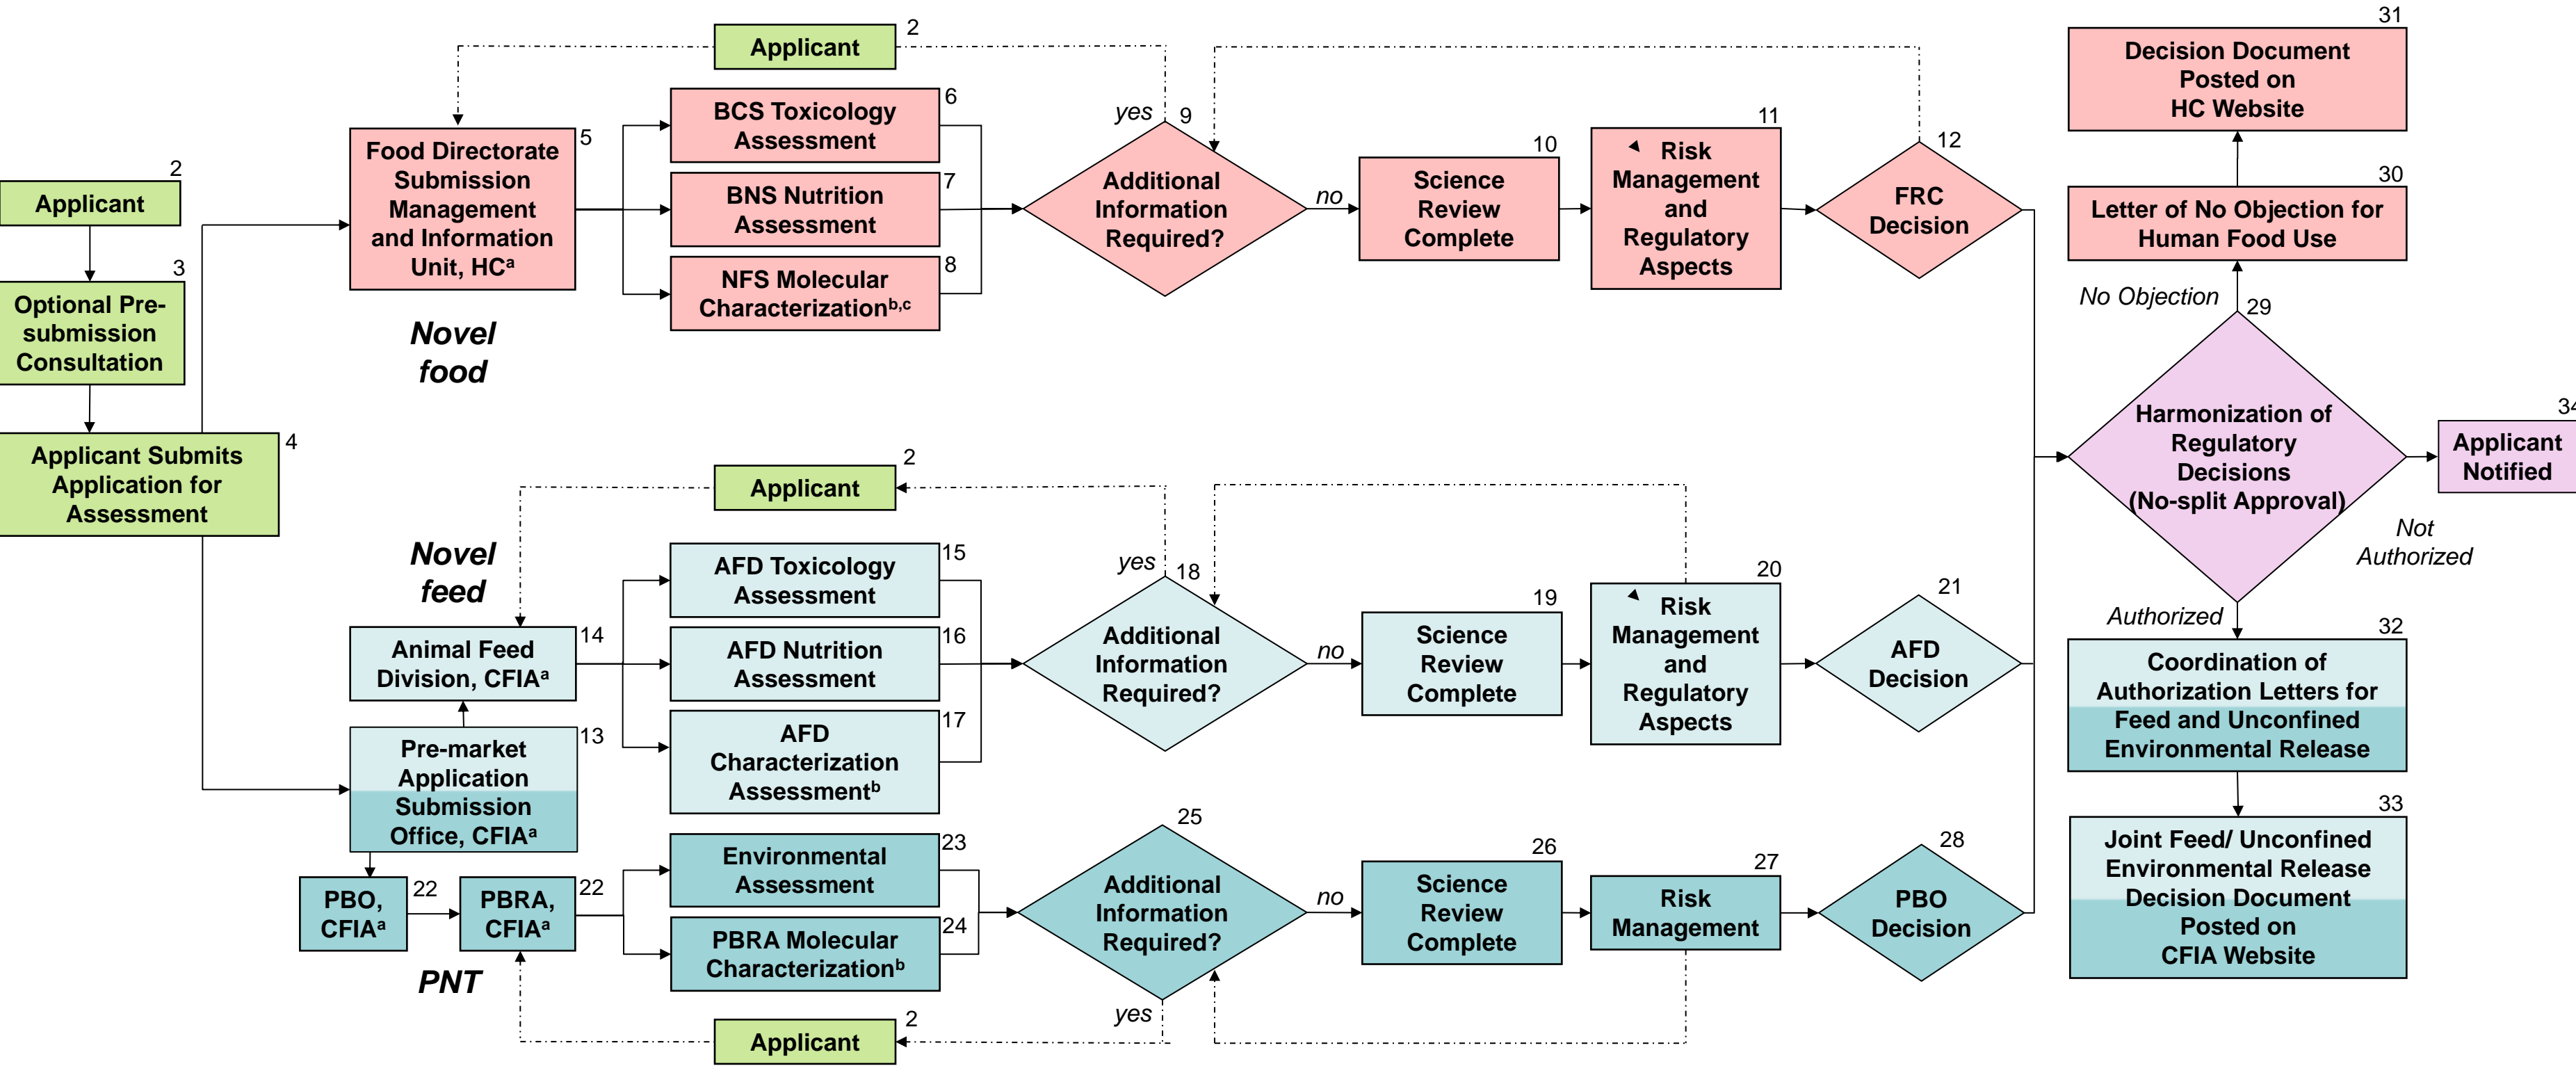 2
Applicant
3
Optional Pre-
submission
Consultation
4
Applicant Submits
Application for
Assessment
2
Applicant
5
Food Directorate
Submission
Management
and Information
Unit, HCᵃ
Novel
food
6
BCS Toxicology
Assessment
7
BNS Nutrition
Assessment
8
NFS Molecular
Characterizationᵇ,ᶜ
yes
9
Additional
Information
Required?
no
10
Science
Review
Complete
11
Risk
Management
and
Regulatory
Aspects
12
FRC
Decision
2
Applicant
Novel
feed
14
Animal Feed
Division, CFIAᵃ
13
Pre-market
Application
Submission
Office, CFIAᵃ
15
AFD Toxicology
Assessment
16
AFD Nutrition
Assessment
17
AFD
Characterization
Assessmentᵇ
yes
18
Additional
Information
Required?
no
19
Science
Review
Complete
20
Risk
Management
and
Regulatory
Aspects
21
AFD
Decision
PBO,
CFIAᵃ
22
PBRA,
CFIAᵃ
22
PNT
23
Environmental
Assessment
24
PBRA Molecular
Characterizationᵇ
25
Additional
Information
Required?
yes
2
Applicant
no
26
Science
Review
Complete
27
Risk
Management
28
PBO
Decision
31
Decision Document
Posted on
HC Website
30
Letter of No Objection for
Human Food Use
No Objection
29
Harmonization of
Regulatory
Decisions
(No-split Approval)
34
Applicant
Notified
Not
Authorized
Authorized
32
Coordination of
Authorization Letters for
Feed and Unconfined
Environmental Release
33
Joint Feed/ Unconfined
Environmental Release
Decision Document
Posted on
CFIA Website